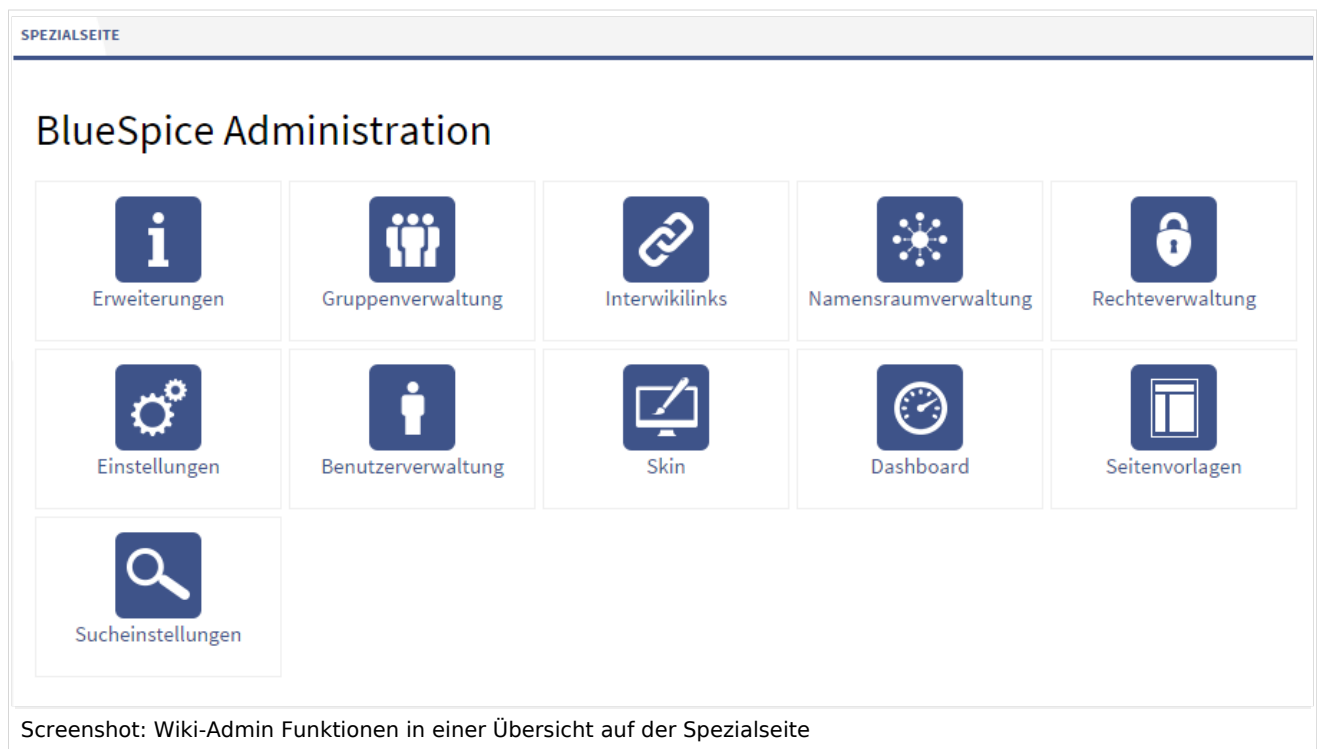 SPEZIALSEITE
BlueSpice Administration
Erweiterungen
Gruppenverwaltung
Interwikilinks
Namensraumverwaltung
Rechteverwaltung
Einstellungen
Benutzerverwaltung
Skin
Dashboard
Seitenvorlagen
Sucheinstellungen
Screenshot: Wiki-Admin Funktionen in einer Übersicht auf der Spezialseite